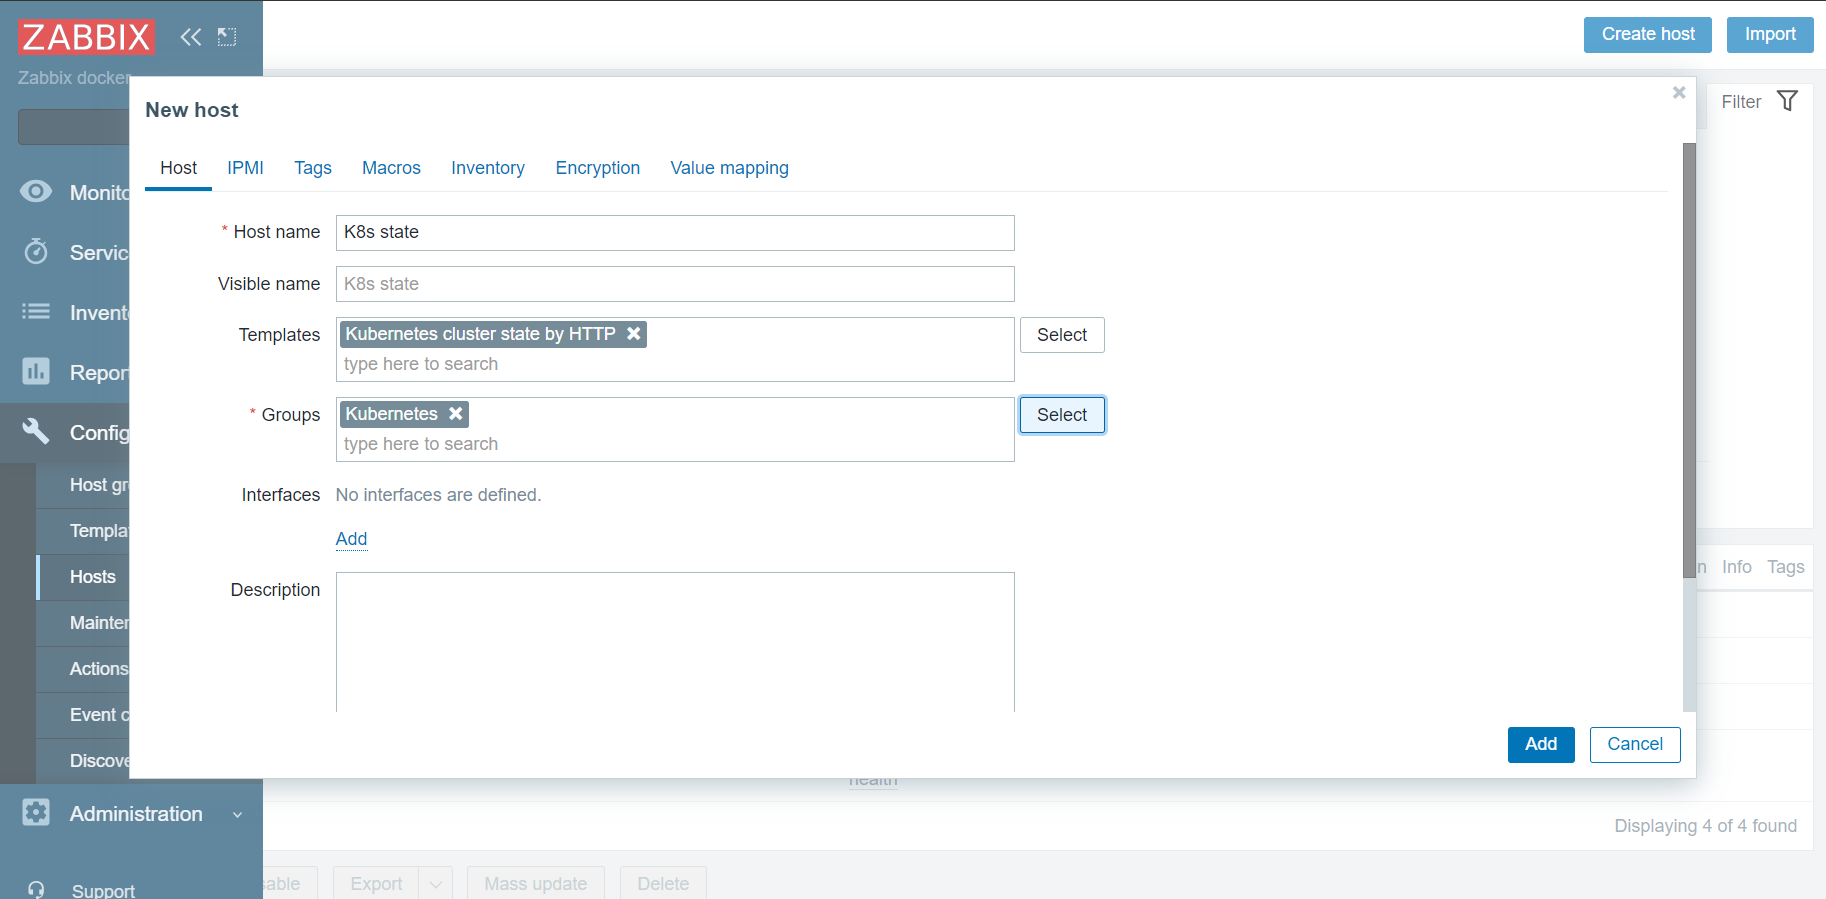 ZABBIX
Zabbix docker
Create host
Import
Filter
New host
Host IPMI Tags Macros Inventory Encryption Value mapping
* Host name K8s state
Visible name K8s state
Templates Kubernetes cluster state by HTTP Select
type here to search
* Groups Kubernetes Select
type here to search
Interfaces No interfaces are defined.
Add
Description
Add Cancel
Monito
Servic
Invent
Repor
Config
Host gr
Templa
Hosts
Mainten
Actions
Event c
Discove
Administration
Support
n Info Tags
health
Displaying 4 of 4 found
sable Export Mass update Delete